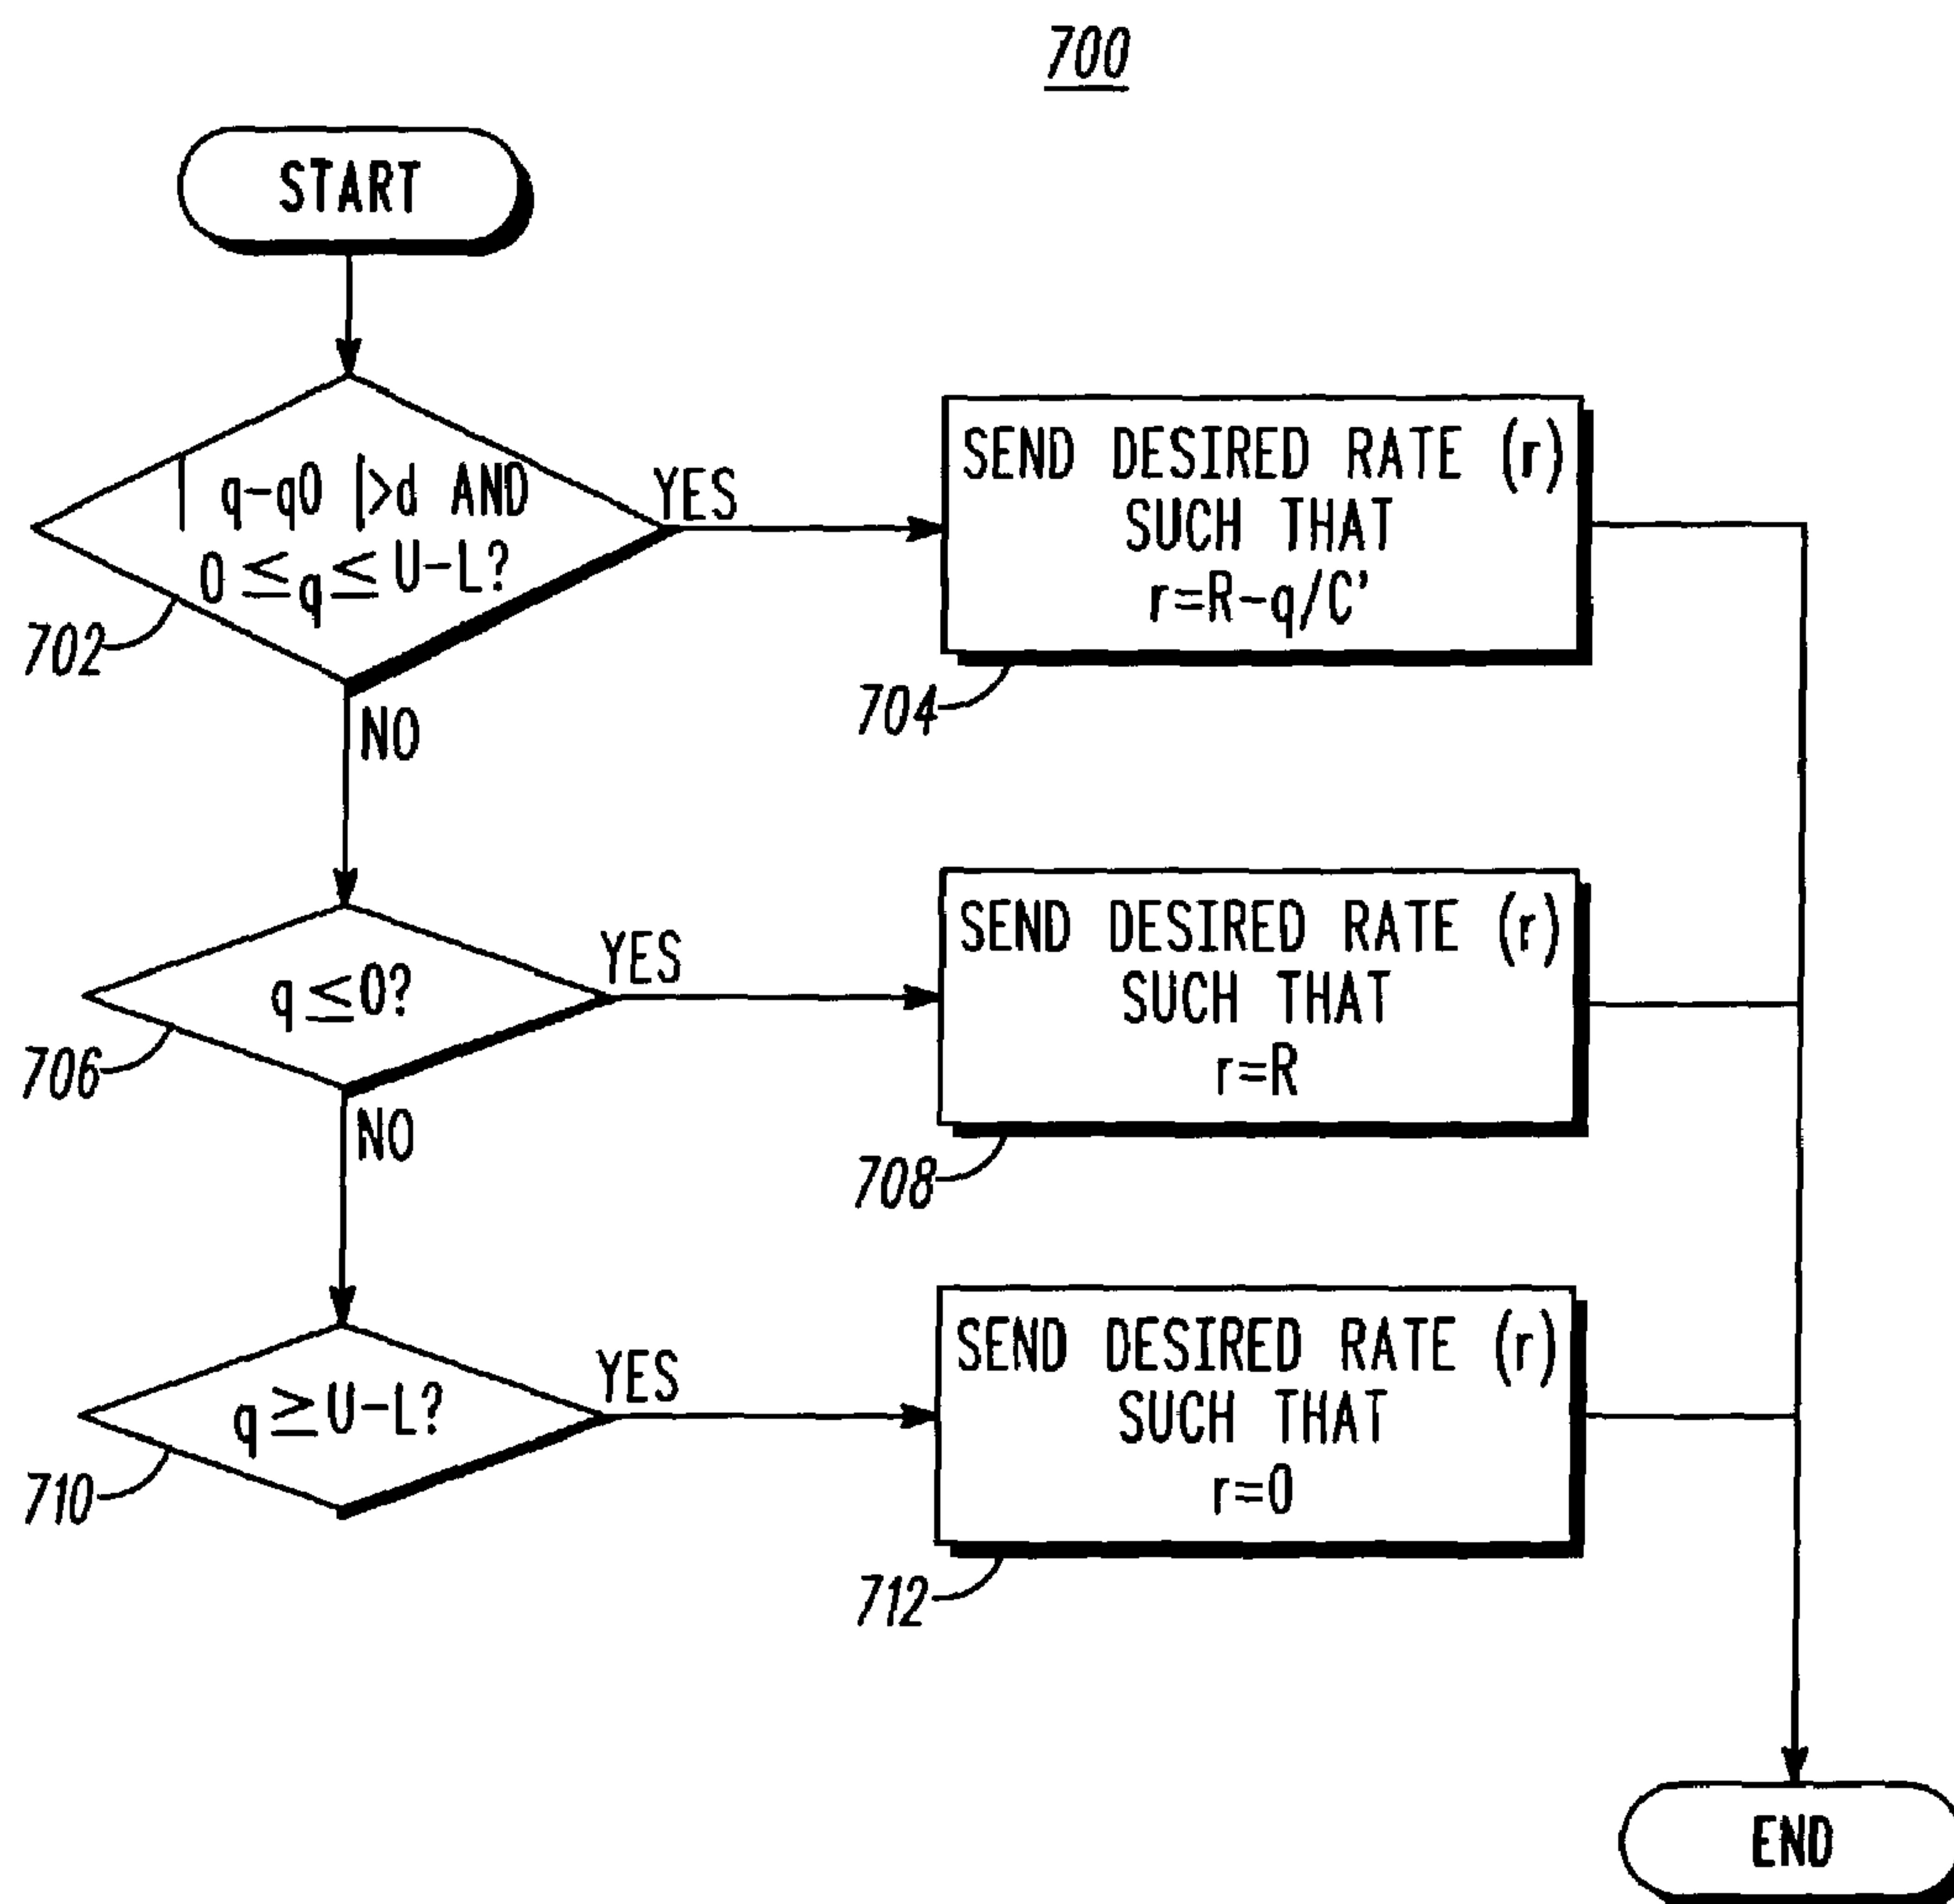 700
START
| q-q0 |>d AND
0≤q≤U-L?
YES
702
NO
SEND DESIRED RATE (r)
SUCH THAT
r=R-q/C'
704
q≤0?
YES
706
NO
SEND DESIRED RATE (r)
SUCH THAT
r=R
708
q≥U-L?
YES
710
SEND DESIRED RATE (r)
SUCH THAT
r=0
712
END